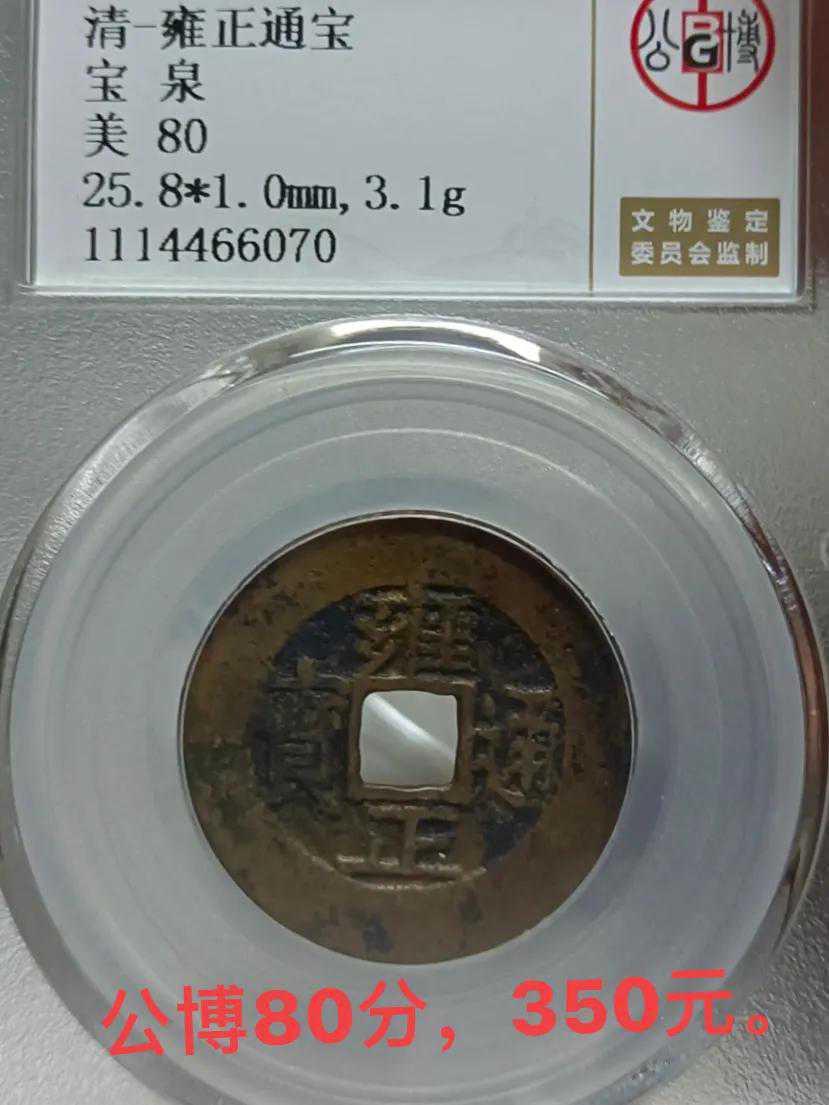 清-雍正通宝
宝 泉
美 80
25.8*1.0mm,3.1g
1114466070
公博
BG
文物鉴定
委员会监制
雍
寶 通
正
公博80分，350元。